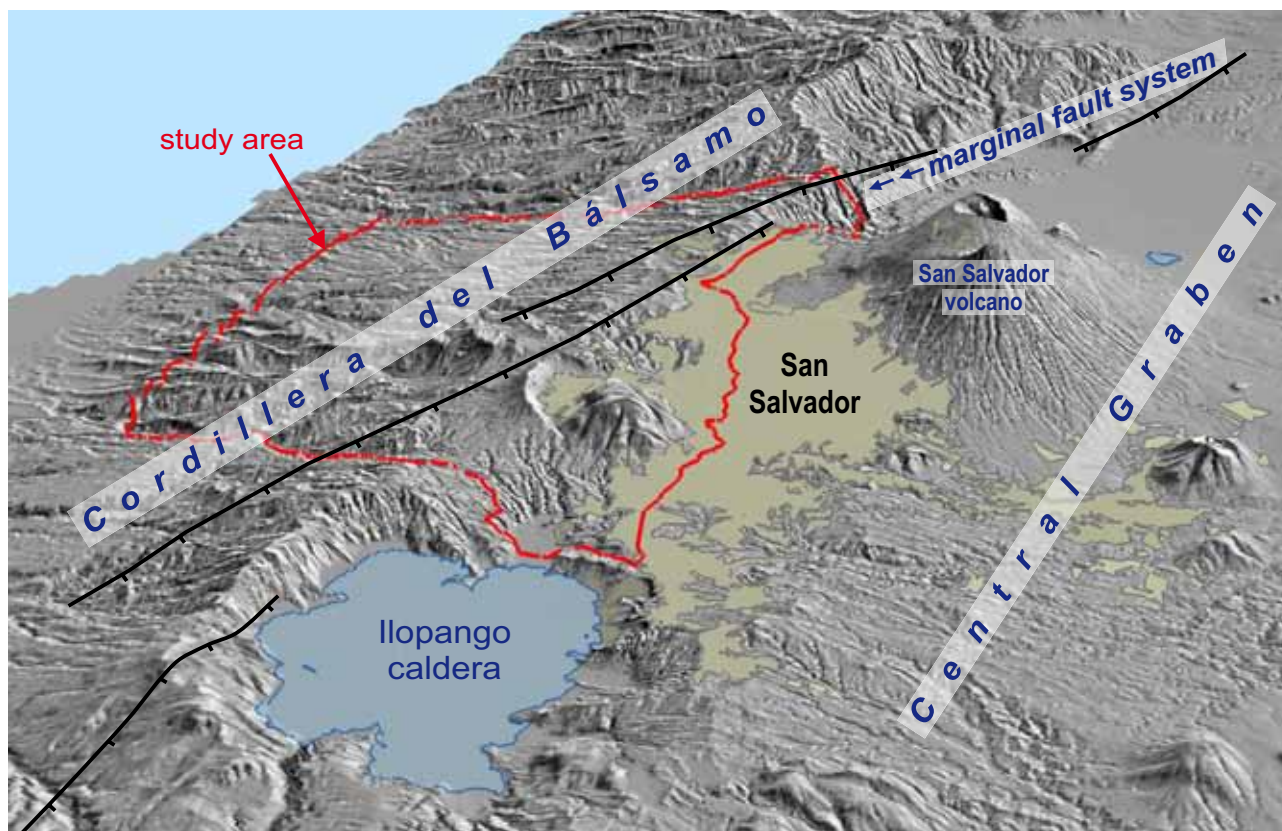 study area
Cordillera del Bálsamo
marginal fault system
San Salvador
volcano
San
Salvador
Central Graben
Ilopango
caldera